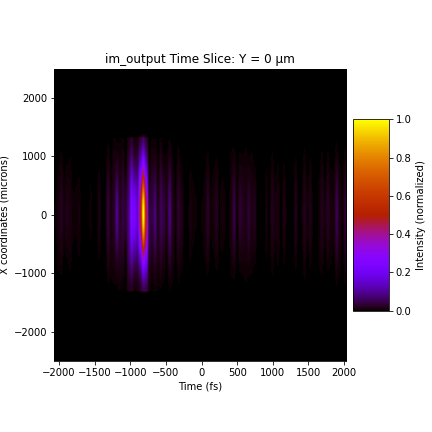 im_output Time Slice: Y = 0 μm
2000
1000
0
−1000
−2000
X coordinates (microns)
−2000 −1500 −1000 −500 0 500 1000 1500 2000
Time (fs)
1.0
0.8
0.6
0.4
0.2
0.0
Intensity (normalized)